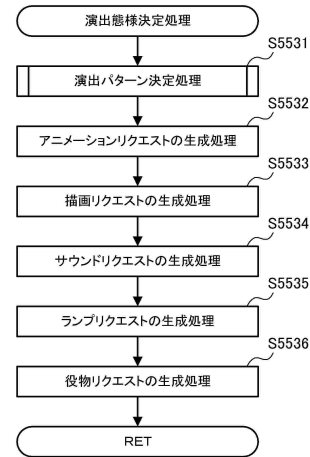 演出態様決定処理
S5531
演出パターン決定処理
S5532
アニメーションリクエストの生成処理
S5533
描画リクエストの生成処理
S5534
サウンドリクエストの生成処理
S5535
ランプリクエストの生成処理
S5536
役物リクエストの生成処理
RET